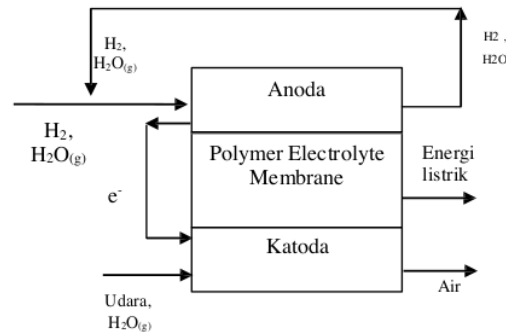 H₂,
H₂O(g)
H2 ,
H2O
Anoda
H₂,
H₂O(g)
Polymer Electrolyte
Membrane
Energi
listrik
e⁻
Katoda
Udara,
H₂O(g)
Air